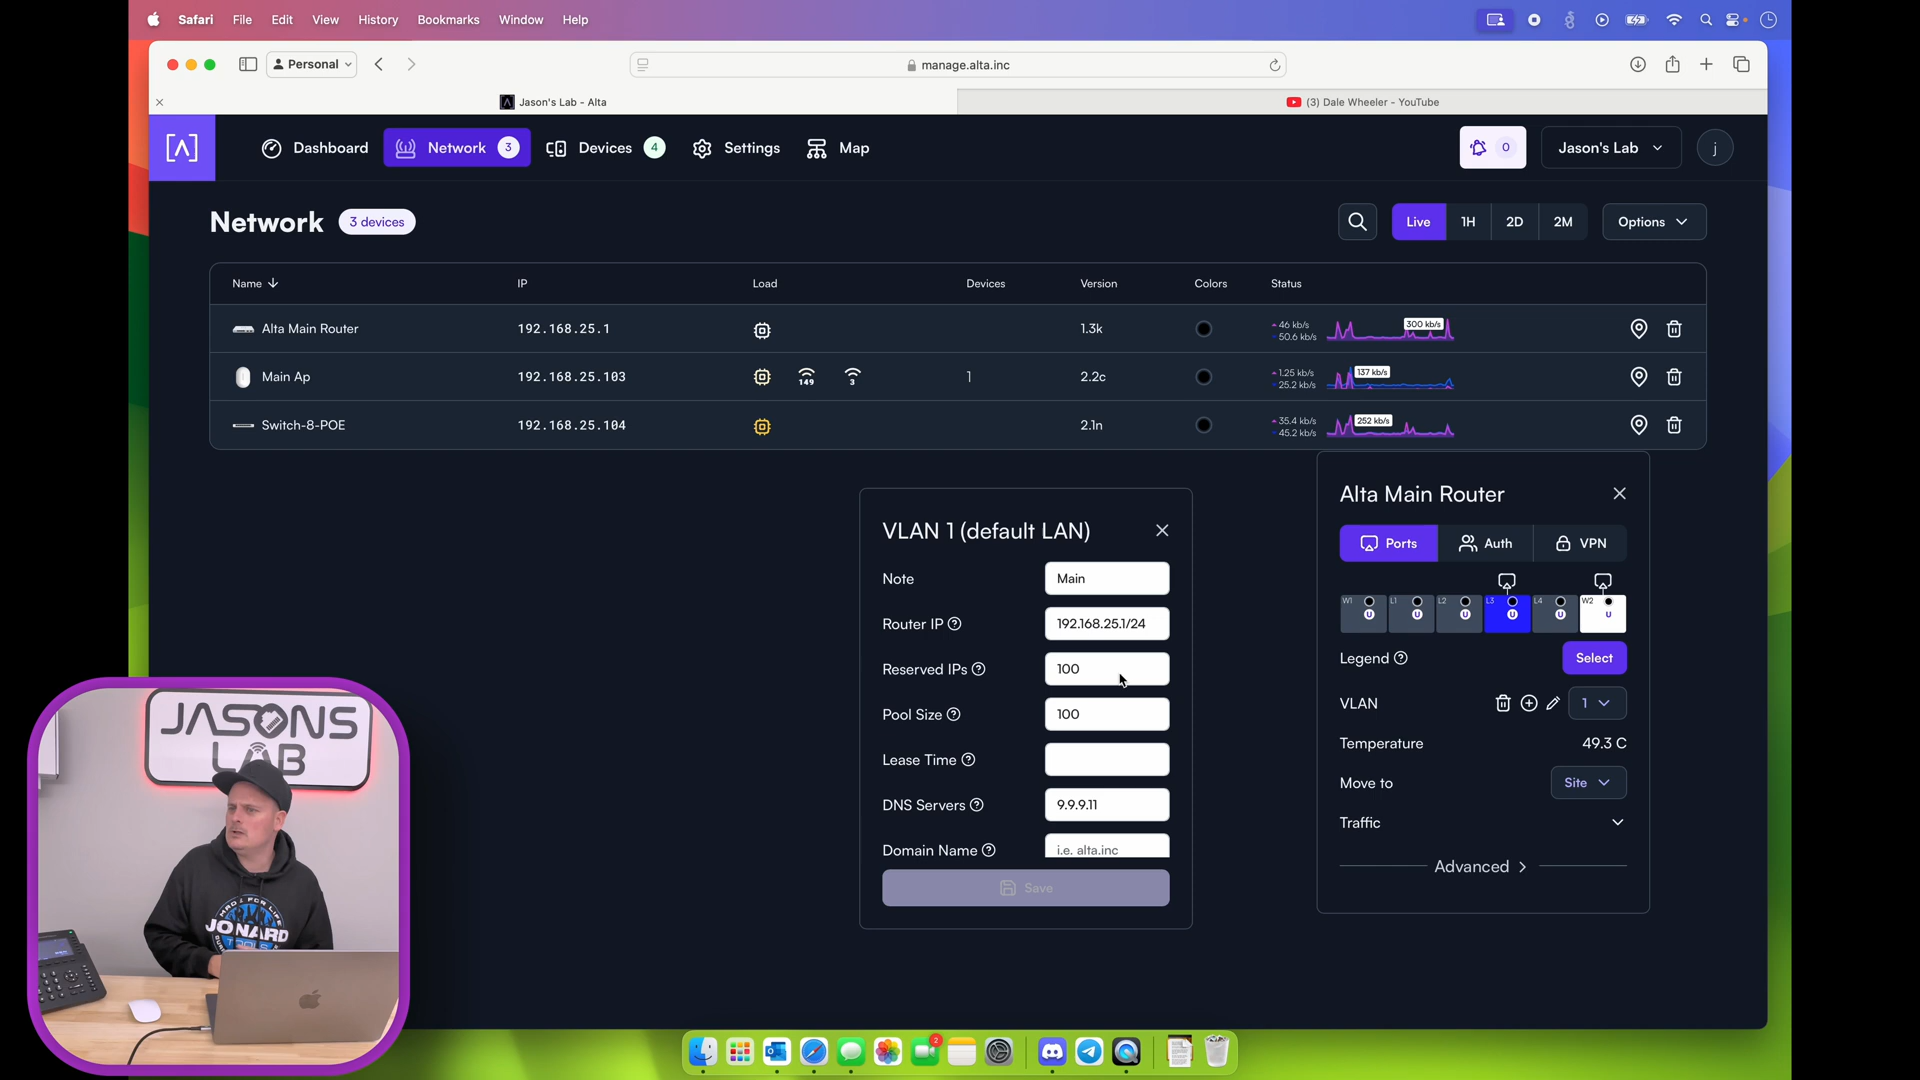 Safari File Edit View History Bookmarks Window Help
Personal
manage.alta.inc
Jason's Lab - Alta
(3) Dale Wheeler - YouTube
[Λ] Dashboard Network 3 Devices 4 Settings Map
0 Jason's Lab j
Network 3 devices
Live 1H 2D 2M Options
Name IP Load Devices Version Colors Status
Alta Main Router 192.168.25.1 1.3k 46 kb/s 50.6 kb/s 300 kb/s
Main Ap 192.168.25.103 149 3 1 2.2c 1.25 kb/s 25.2 kb/s 137 kb/s
Switch-8-POE 192.168.25.104 2.1n 35.4 kb/s 45.2 kb/s 252 kb/s
VLAN 1 (default LAN)
Note Main
Router IP 192.168.25.1/24
Reserved IPs 100
Pool Size 100
Lease Time
DNS Servers 9.9.9.11
Domain Name i.e. alta.inc
Save
Alta Main Router
Ports Auth VPN
W1 L1 L2 L3 L4 W2
U U U U U U
Legend Select
VLAN 1
Temperature 49.3 C
Move to Site
Traffic
Advanced
JASONS
LAB
MADE FOR LIFE
JONARD
TOOLS
2